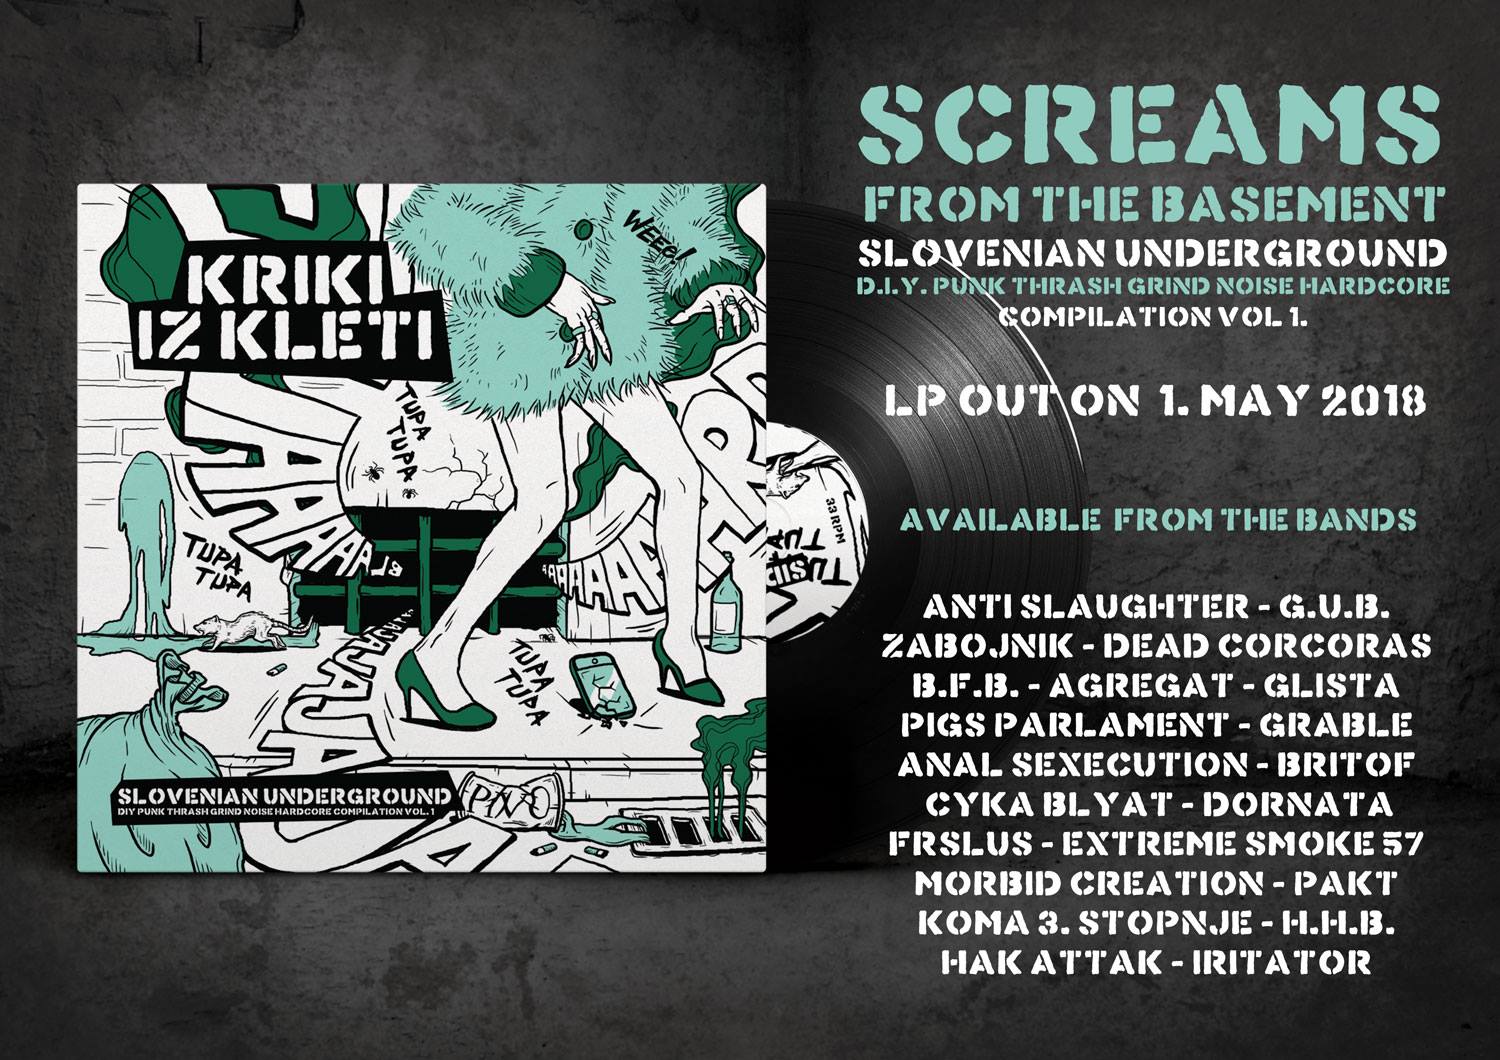 SCREAMS
FROM THE BASEMENT
SLOVENIAN UNDERGROUND
D.I.Y. PUNK THRASH GRIND NOISE HARDCORE
COMPILATION VOL 1.
LP OUT ON 1. MAY 2018
AVAILABLE FROM THE BANDS
ANTI SLAUGHTER - G.U.B.
ZABOJNIK - DEAD CORCORAS
B.F.B. - AGREGAT - GLISTA
PIGS PARLAMENT - GRABLE
ANAL SEXECUTION - BRITOF
CYKA BLYAT - DORNATA
FRSLUS - EXTREME SMOKE 57
MORBID CREATION - PAKT
KOMA 3. STOPNJE - H.H.B.
HAK ATTAK - IRITATOR
KRIKI
IZ KLETI
WEEEO!
TUPA
TUPA
TUPA
TUPA
TUPA
TUPA
33 RPM
SLOVENIAN UNDERGROUND
DIY PUNK THRASH GRIND NOISE HARDCORE COMPILATION VOL. 1